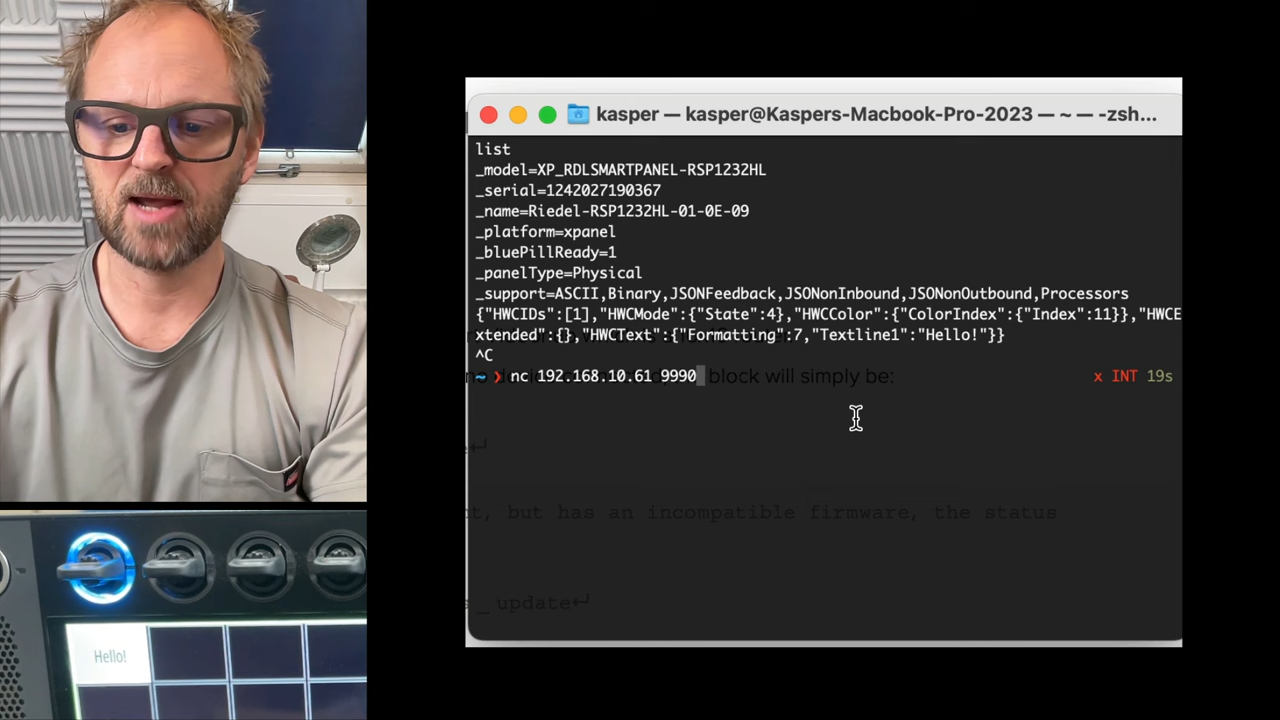 kasper — kasper@Kaspers-Macbook-Pro-2023 — ~ — -zsh...
list
_model=XP_RDLSMARTPANEL-RSP1232HL
_serial=1242027190367
_name=Riedel-RSP1232HL-01-0E-09
_platform=xpanel
_bluePillReady=1
_panelType=Physical
_support=ASCII,Binary,JSONFeedback,JSONonInbound,JSONonOutbound,Processors
{"HWCIDs":[1],"HWCMode":{"State":4},"HWCColor":{"ColorIndex":{"Index":11}},"HWCE
xtended":{},"HWCText":{"Formatting":7,"Textline1":"Hello!"}}
^C
~ ❯ nc 192.168.10.61 9990 x INT 19s
block will simply be:
t, but has an incompatible firmware, the status
s_update↵
Hello!